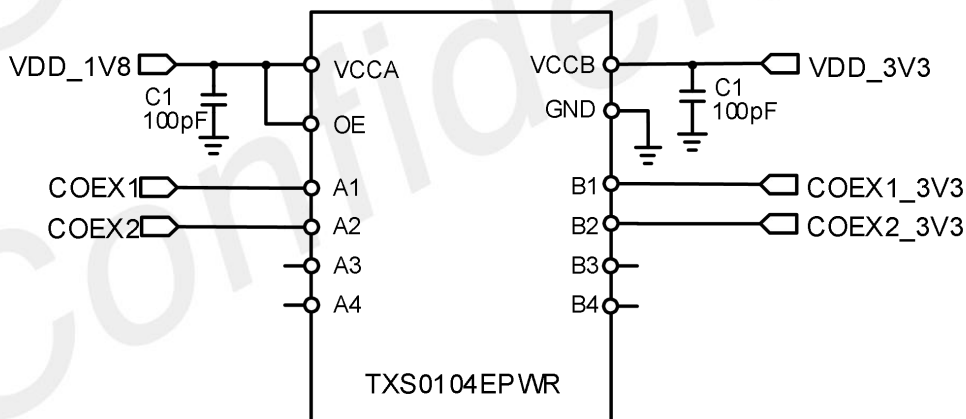 VDD_1V8
C1
100pF
VCCA
OE
VCCB
GND
C1
100pF
VDD_3V3
COEX1
A1
B1
COEX1_3V3
COEX2
A2
B2
COEX2_3V3
A3
B3
A4
B4
TXS0104EPWR
Confiden